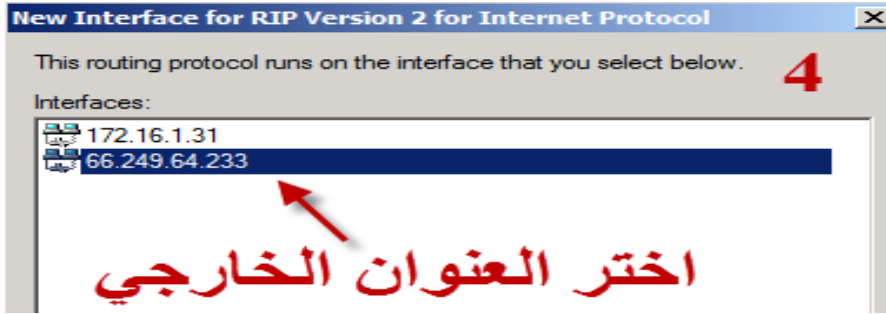 New Interface for RIP Version 2 for Internet Protocol
This routing protocol runs on the interface that you select below.
4
Interfaces:
172.16.1.31
66.249.64.233
اختر العنوان الخارجي